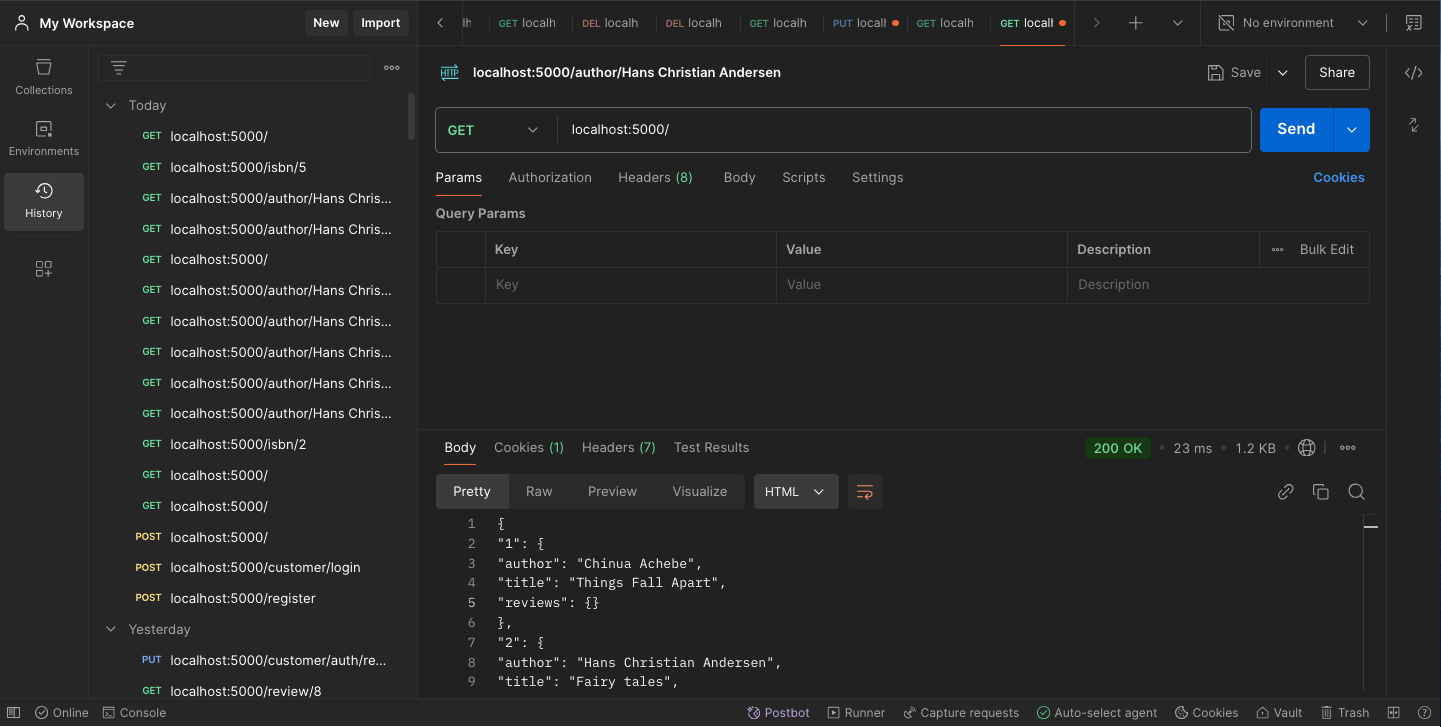 My Workspace
New
Import
lh
GET localh
DEL localh
DEL localh
GET localh
PUT localh
GET localh
GET localh
No environment
Collections
Environments
History
Today
GET localhost:5000/
GET localhost:5000/isbn/5
GET localhost:5000/author/Hans Chris...
GET localhost:5000/author/Hans Chris...
GET localhost:5000/
GET localhost:5000/author/Hans Chris...
GET localhost:5000/author/Hans Chris...
GET localhost:5000/author/Hans Chris...
GET localhost:5000/author/Hans Chris...
GET localhost:5000/author/Hans Chris...
GET localhost:5000/isbn/2
GET localhost:5000/
GET localhost:5000/
POST localhost:5000/
POST localhost:5000/customer/login
POST localhost:5000/register
Yesterday
PUT localhost:5000/customer/auth/re...
GET localhost:5000/review/8
HTTP localhost:5000/author/Hans Christian Andersen
Save
Share
GET localhost:5000/
Send
Params Authorization Headers (8) Body Scripts Settings Cookies
Query Params
Key Value Description Bulk Edit
Key Value Description
Body Cookies (1) Headers (7) Test Results
200 OK • 23 ms • 1.2 KB
Pretty Raw Preview Visualize HTML
1 {
2 "1": {
3 "author": "Chinua Achebe",
4 "title": "Things Fall Apart",
5 "reviews": {}
6 },
7 "2": {
8 "author": "Hans Christian Andersen",
9 "title": "Fairy tales",
Online Console Postbot Runner Capture requests Auto-select agent Cookies Vault Trash